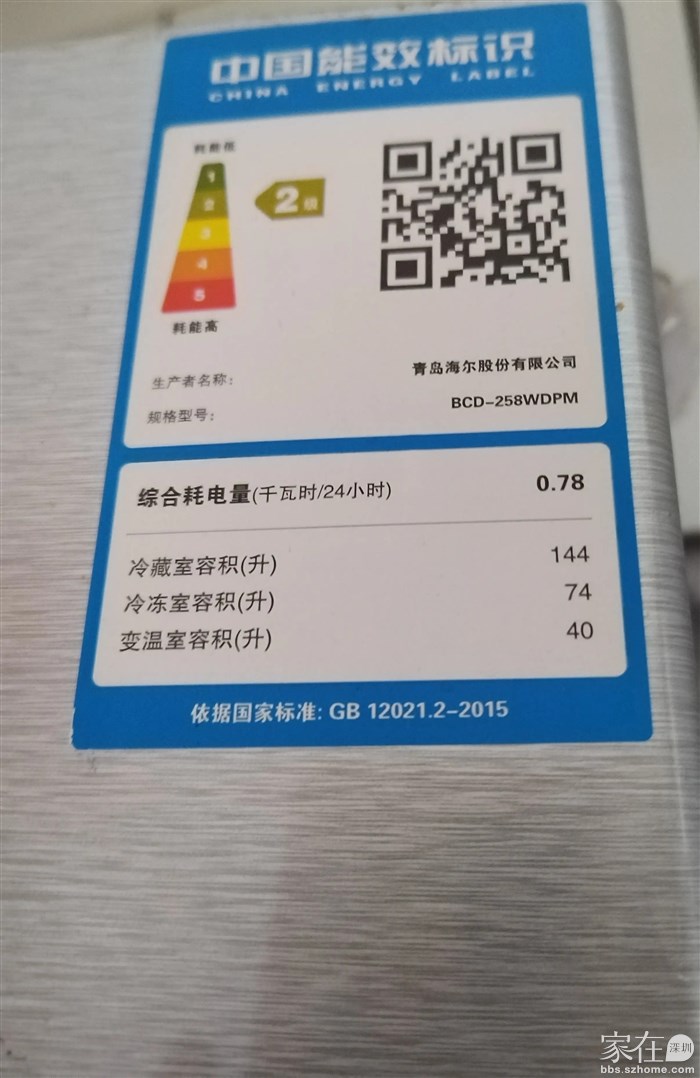 中国能效标识
CHINA ENERGY LABEL
耗能低
1
2
3
4
5
2级
耗能高
生产者名称：
青岛海尔股份有限公司
规格型号：
BCD-258WDPM
综合耗电量(千瓦时/24小时) 0.78
冷藏室容积(升) 144
冷冻室容积(升) 74
变温室容积(升) 40
依据国家标准: GB 12021.2-2015
家在深圳
bbs.szhome.com